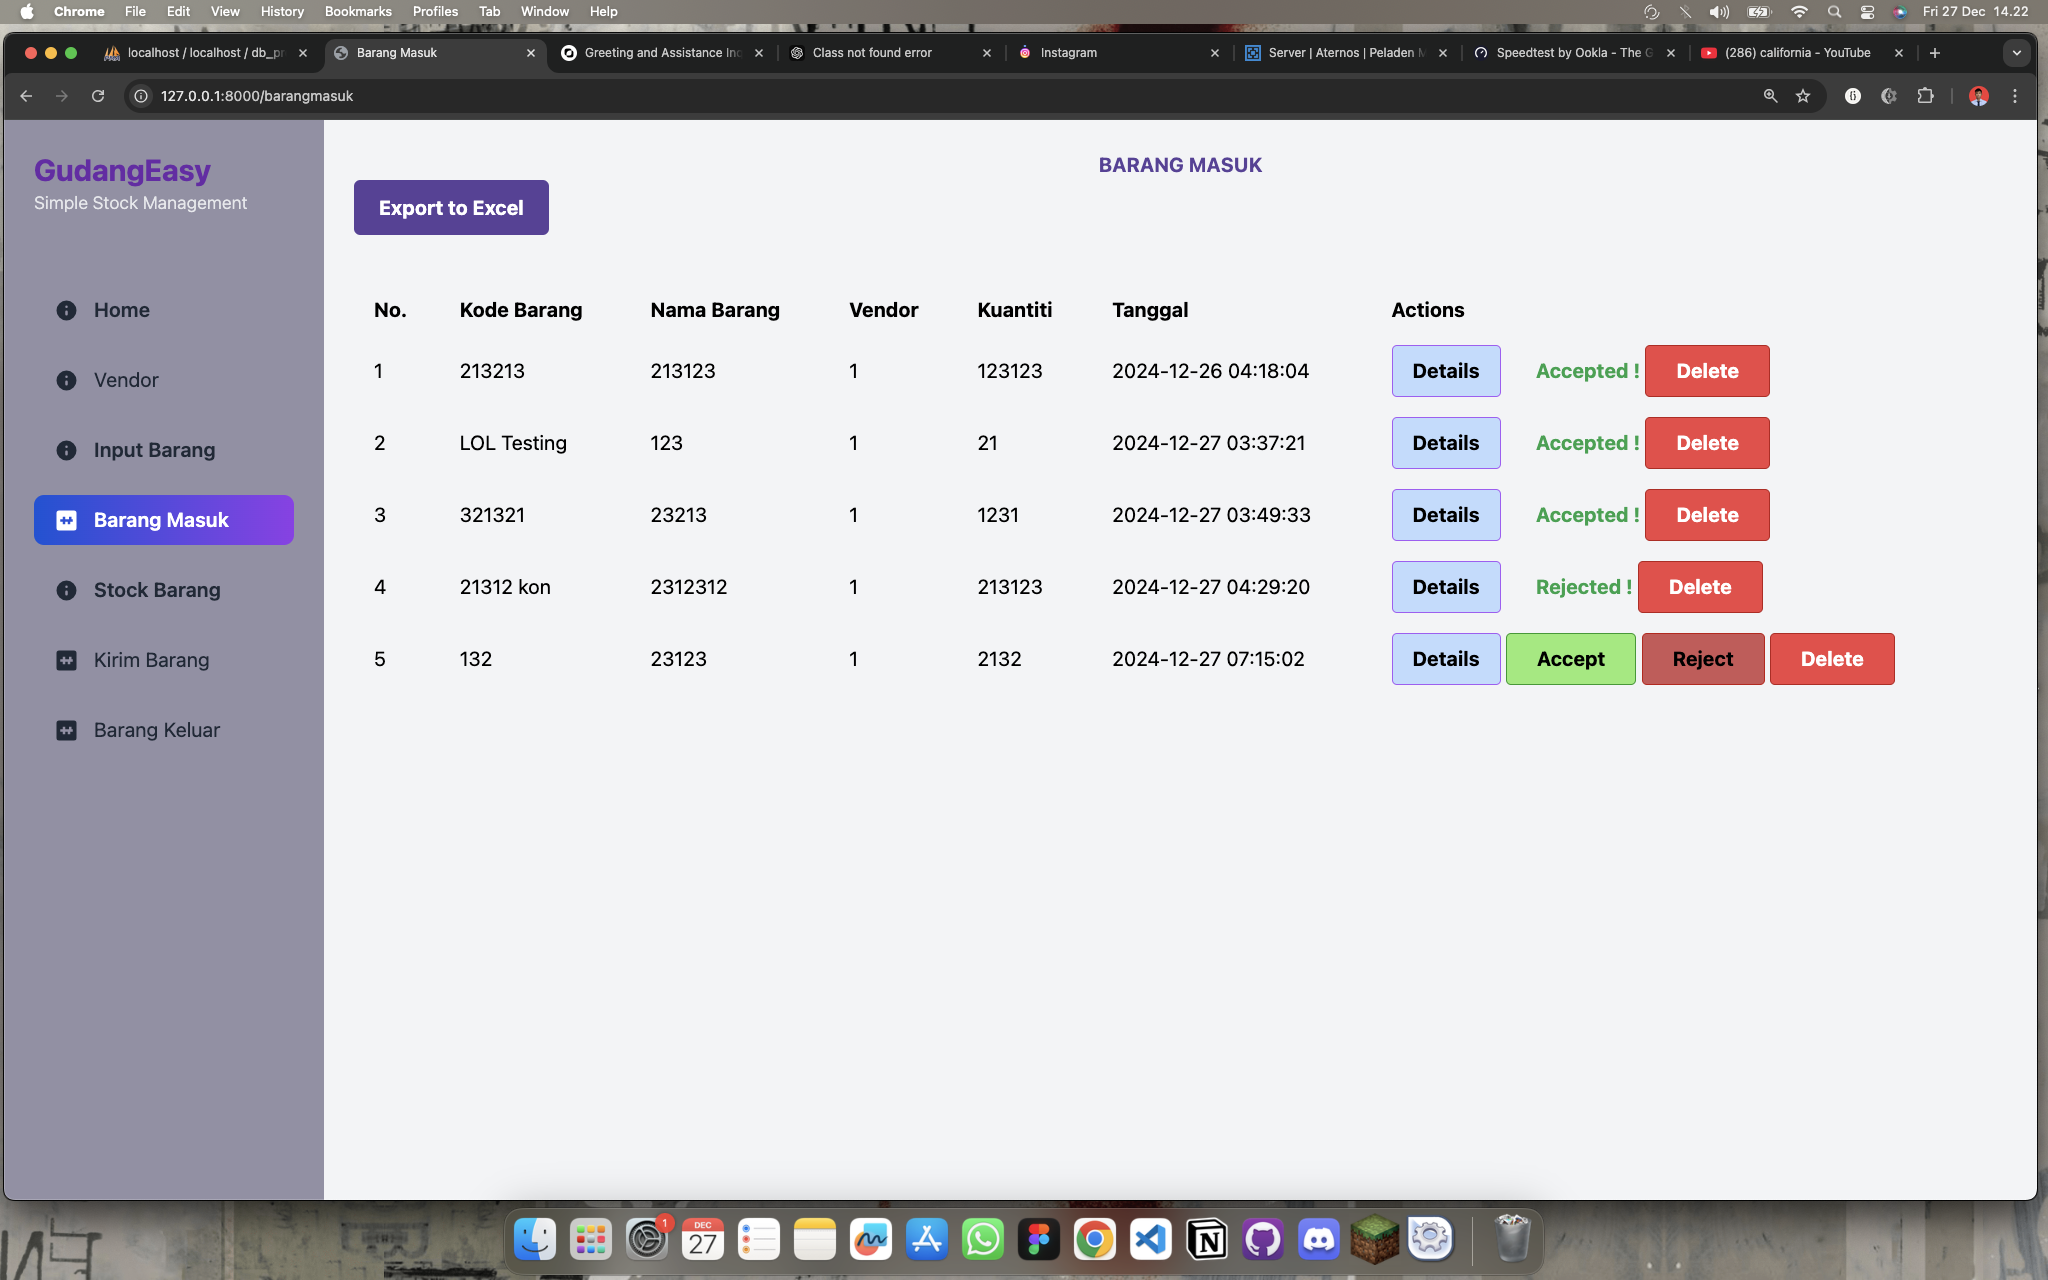 Chrome File Edit View History Bookmarks Profiles Tab Window Help Fri 27 Dec 14.22
localhost / localhost / db_pr Barang Masuk Greeting and Assistance Inq Class not found error Instagram Server | Aternos | Peladen M Speedtest by Ookla - The G (286) california - YouTube
127.0.0.1:8000/barangmasuk
GudangEasy
Simple Stock Management
Home
Vendor
Input Barang
Barang Masuk
Stock Barang
Kirim Barang
Barang Keluar
BARANG MASUK
Export to Excel
No. Kode Barang Nama Barang Vendor Kuantiti Tanggal Actions
1 213213 213123 1 123123 2024-12-26 04:18:04 Details Accepted ! Delete
2 LOL Testing 123 1 21 2024-12-27 03:37:21 Details Accepted ! Delete
3 321321 23213 1 1231 2024-12-27 03:49:33 Details Accepted ! Delete
4 21312 kon 2312312 1 213123 2024-12-27 04:29:20 Details Rejected ! Delete
5 132 23123 1 2132 2024-12-27 07:15:02 Details Accept Reject Delete
1
DEC
27